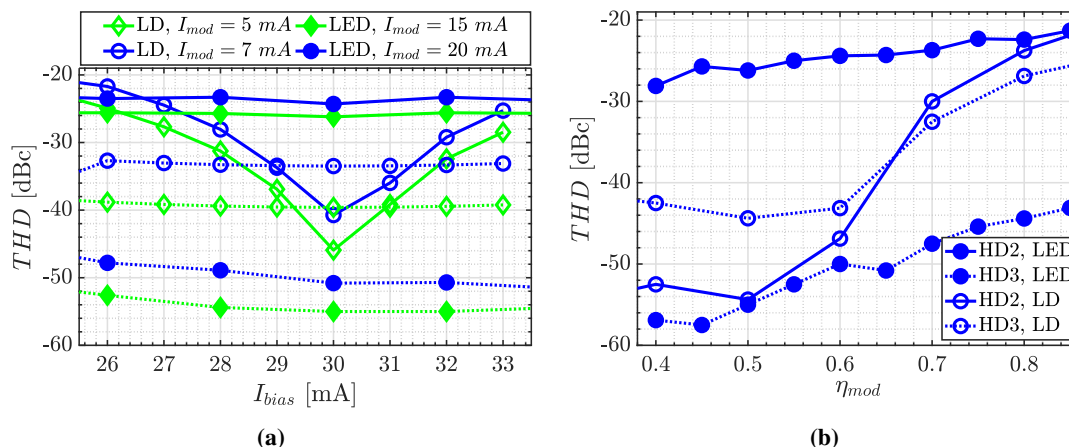 LD, I_mod = 5 mA LED, I_mod = 15 mA
LD, I_mod = 7 mA LED, I_mod = 20 mA
THD [dBc]
-20
-30
-40
-50
-60
26 27 28 29 30 31 32 33
I_bias [mA]
(a)
THD [dBc]
-20
-30
-40
-50
-60
0.4 0.5 0.6 0.7 0.8
η_mod
HD2, LED
HD3, LED
HD2, LD
HD3, LD
(b)